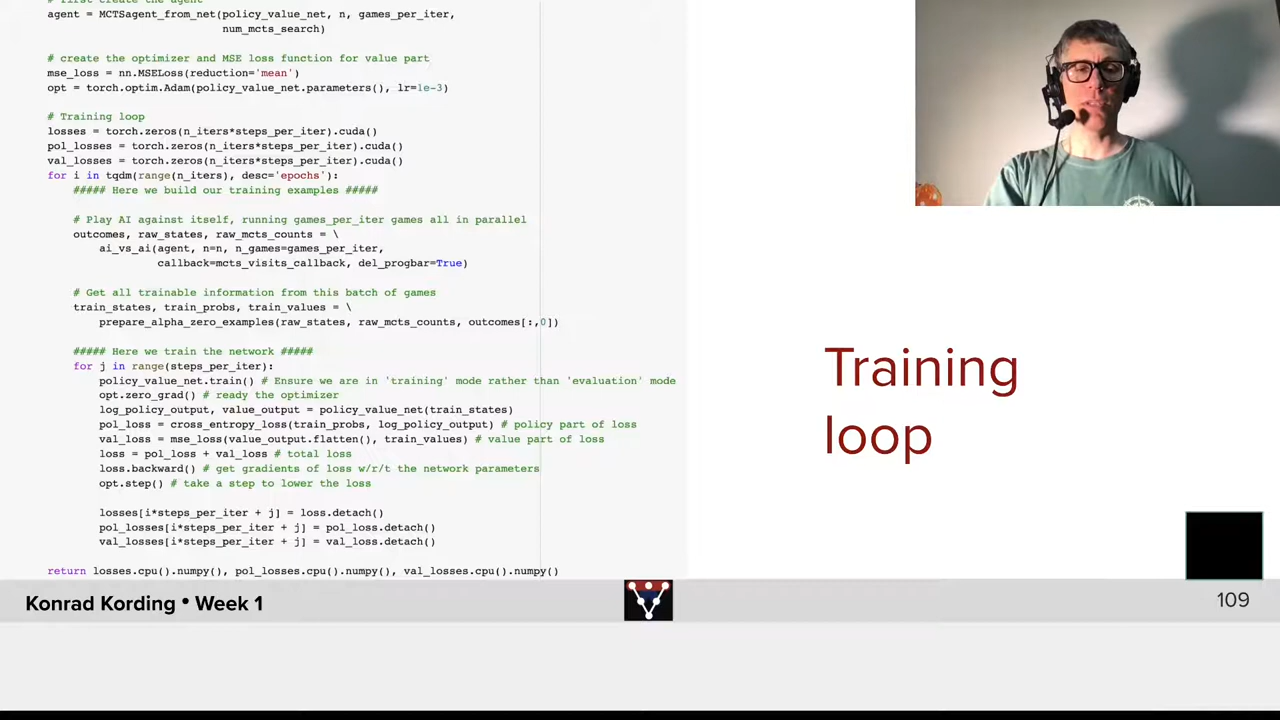 # first create the agent
agent = MCTSagent_from_net(policy_value_net, n, games_per_iter,
num_mcts_search)
# create the optimizer and MSE loss function for value part
mse_loss = nn.MSELoss(reduction='mean')
opt = torch.optim.Adam(policy_value_net.parameters(), lr=1e-3)
# Training loop
losses = torch.zeros(n_iters*steps_per_iter).cuda()
pol_losses = torch.zeros(n_iters*steps_per_iter).cuda()
val_losses = torch.zeros(n_iters*steps_per_iter).cuda()
for i in tqdm(range(n_iters), desc='epochs'):
##### Here we build our training examples #####
# Play AI against itself, running games_per_iter games all in parallel
outcomes, raw_states, raw_mcts_counts = \
ai_vs_ai(agent, n=n, n_games=games_per_iter,
callback=mcts_visits_callback, del_progbar=True)
# Get all trainable information from this batch of games
train_states, train_probs, train_values = \
prepare_alpha_zero_examples(raw_states, raw_mcts_counts, outcomes[:,0])
##### Here we train the network #####
for j in range(steps_per_iter):
policy_value_net.train() # Ensure we are in 'training' mode rather than 'evaluation' mode
opt.zero_grad() # ready the optimizer
log_policy_output, value_output = policy_value_net(train_states)
pol_loss = cross_entropy_loss(train_probs, log_policy_output) # policy part of loss
val_loss = mse_loss(value_output.flatten(), train_values) # value part of loss
loss = pol_loss + val_loss # total loss
loss.backward() # get gradients of loss w/r/t the network parameters
opt.step() # take a step to lower the loss
losses[i*steps_per_iter + j] = loss.detach()
pol_losses[i*steps_per_iter + j] = pol_loss.detach()
val_losses[i*steps_per_iter + j] = val_loss.detach()
return losses.cpu().numpy(), pol_losses.cpu().numpy(), val_losses.cpu().numpy()
Training
loop
Konrad Kording • Week 1
109